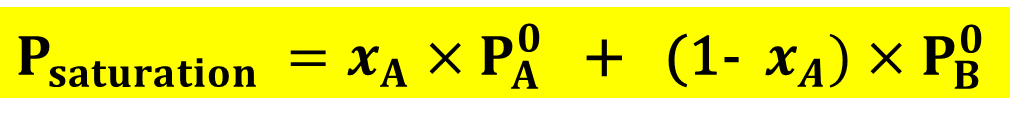 P_saturation = x_A × P_A^0 + (1- x_A) × P_B^0